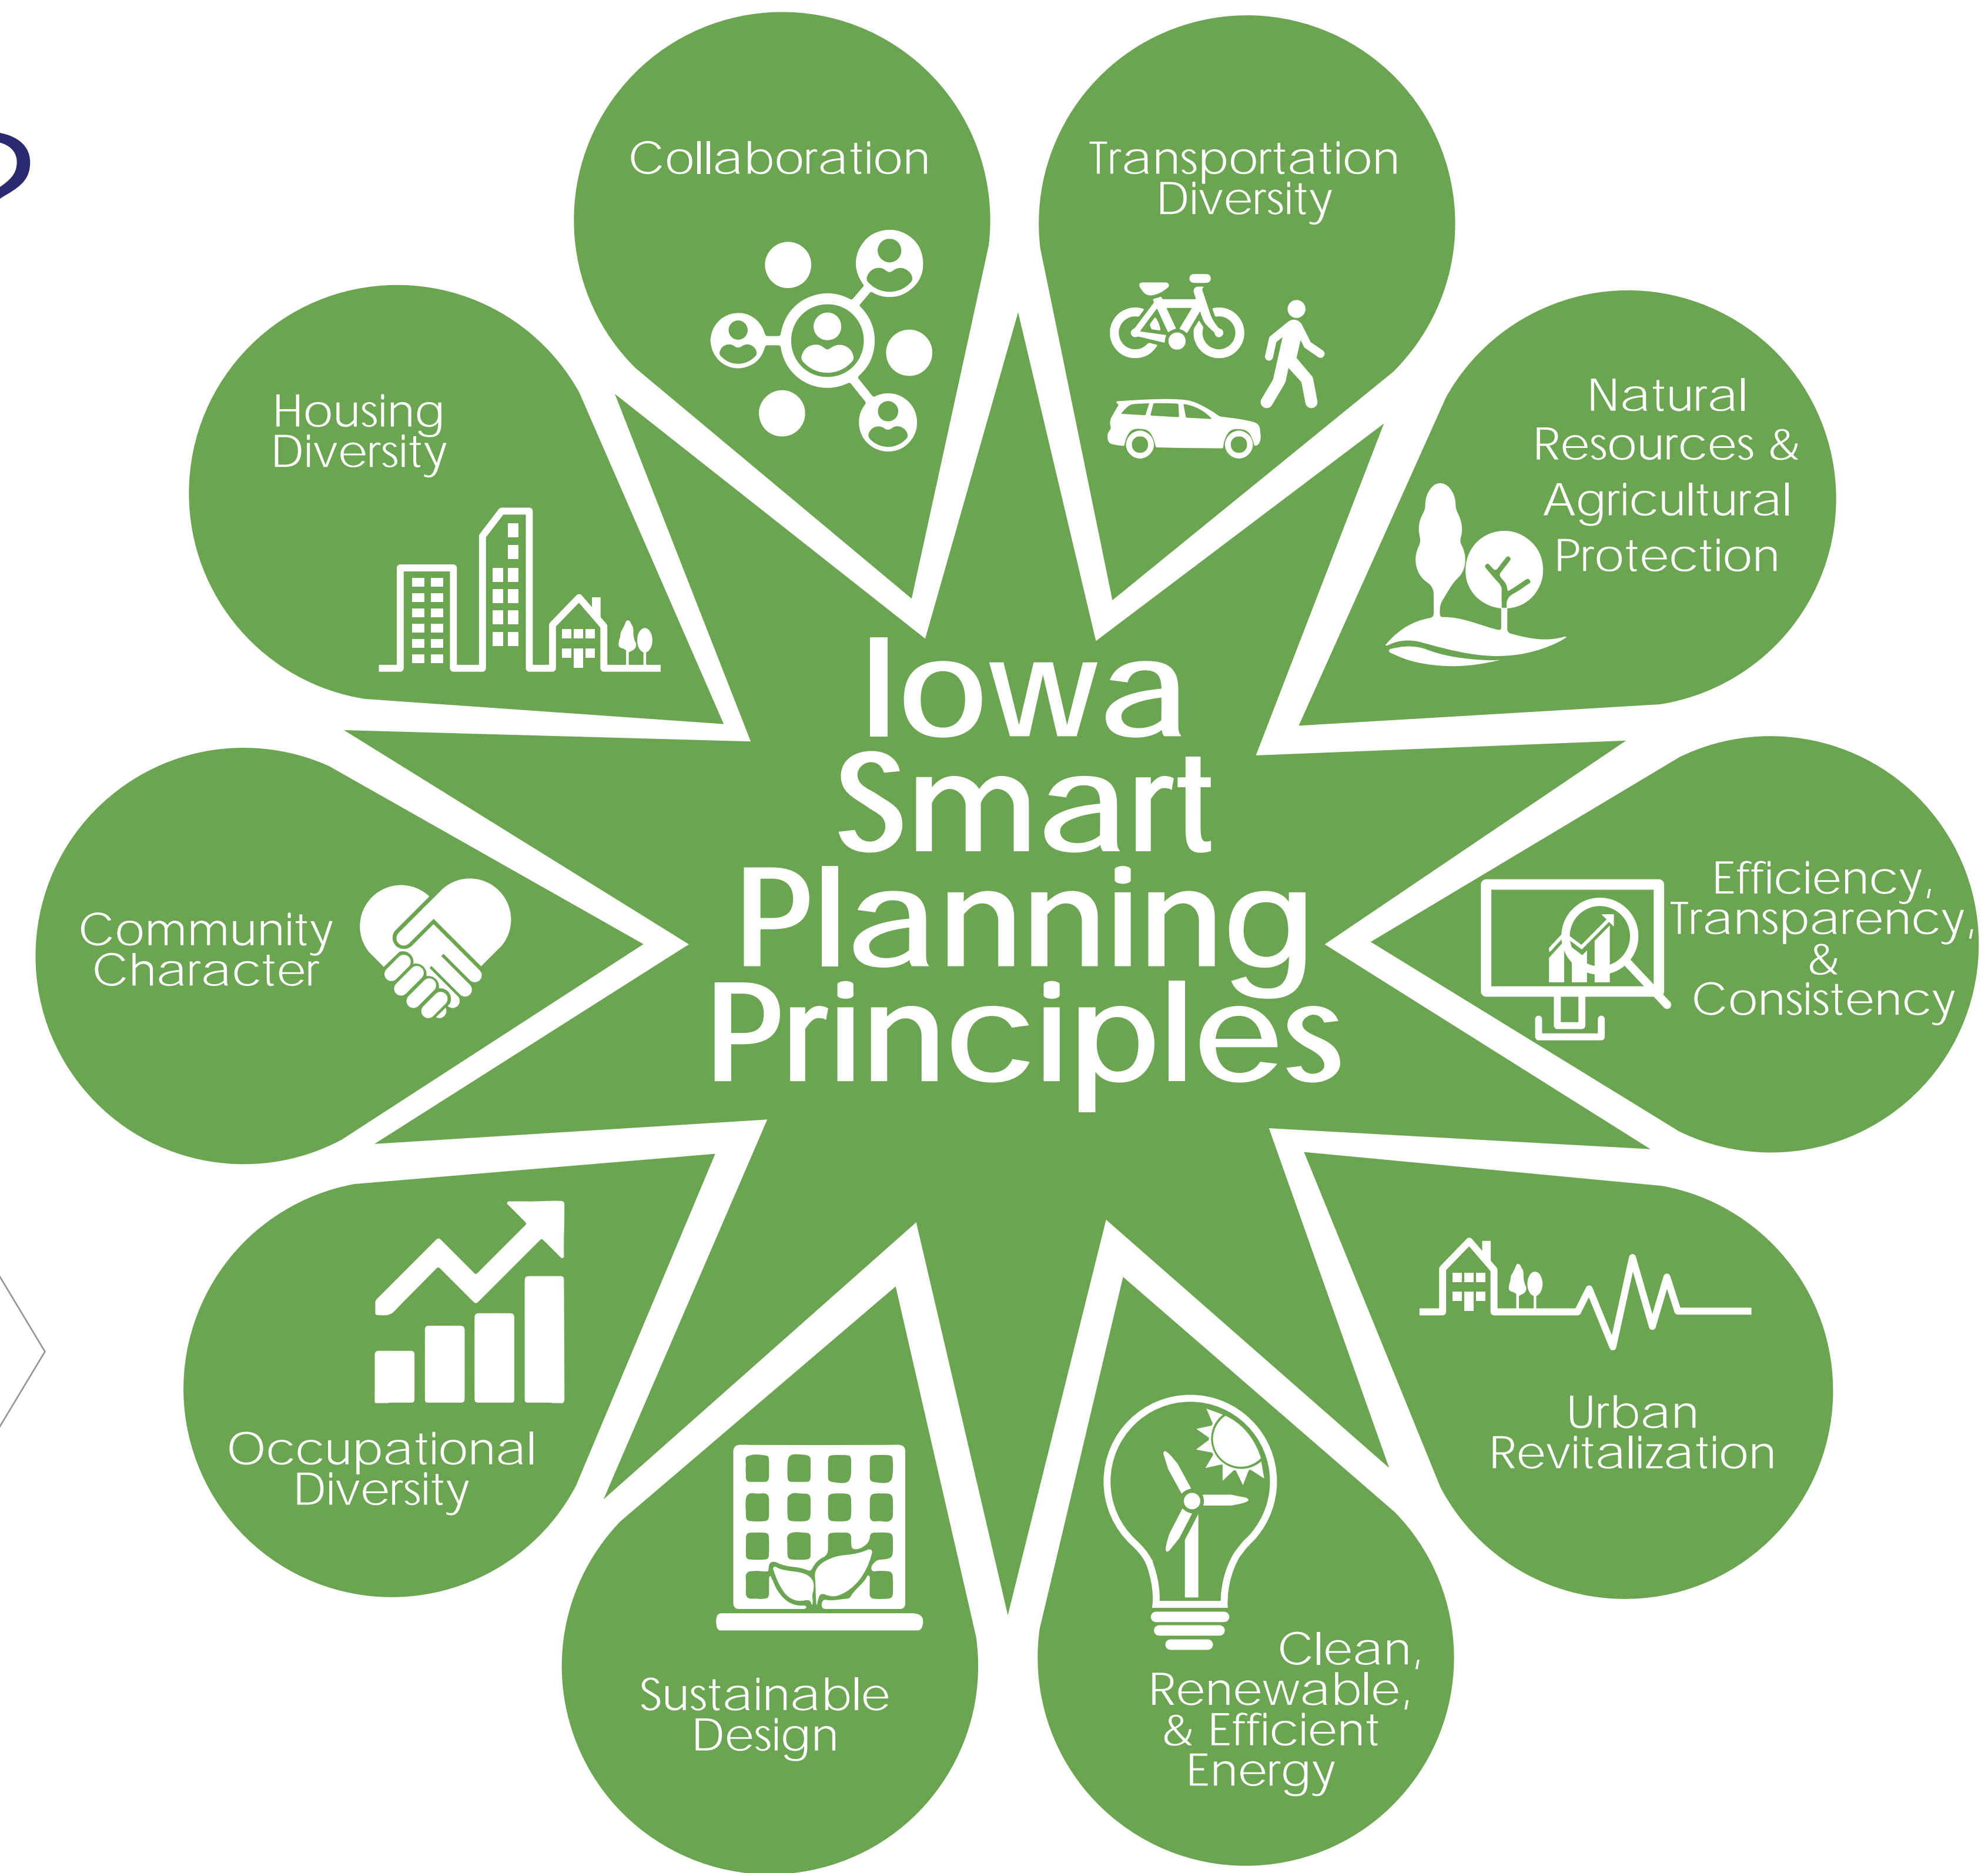 Collaboration
Transportation
Diversity
Housing
Diversity
Natural
Resources &
Agricultural
Protection
Iowa
Smart
Planning
Principles
Community
Character
Efficiency,
Transparency,
&
Consistency,
Occupational
Diversity
Urban
Revitalization
Sustainable
Design
Clean,
Renewable,
& Efficient
Energy